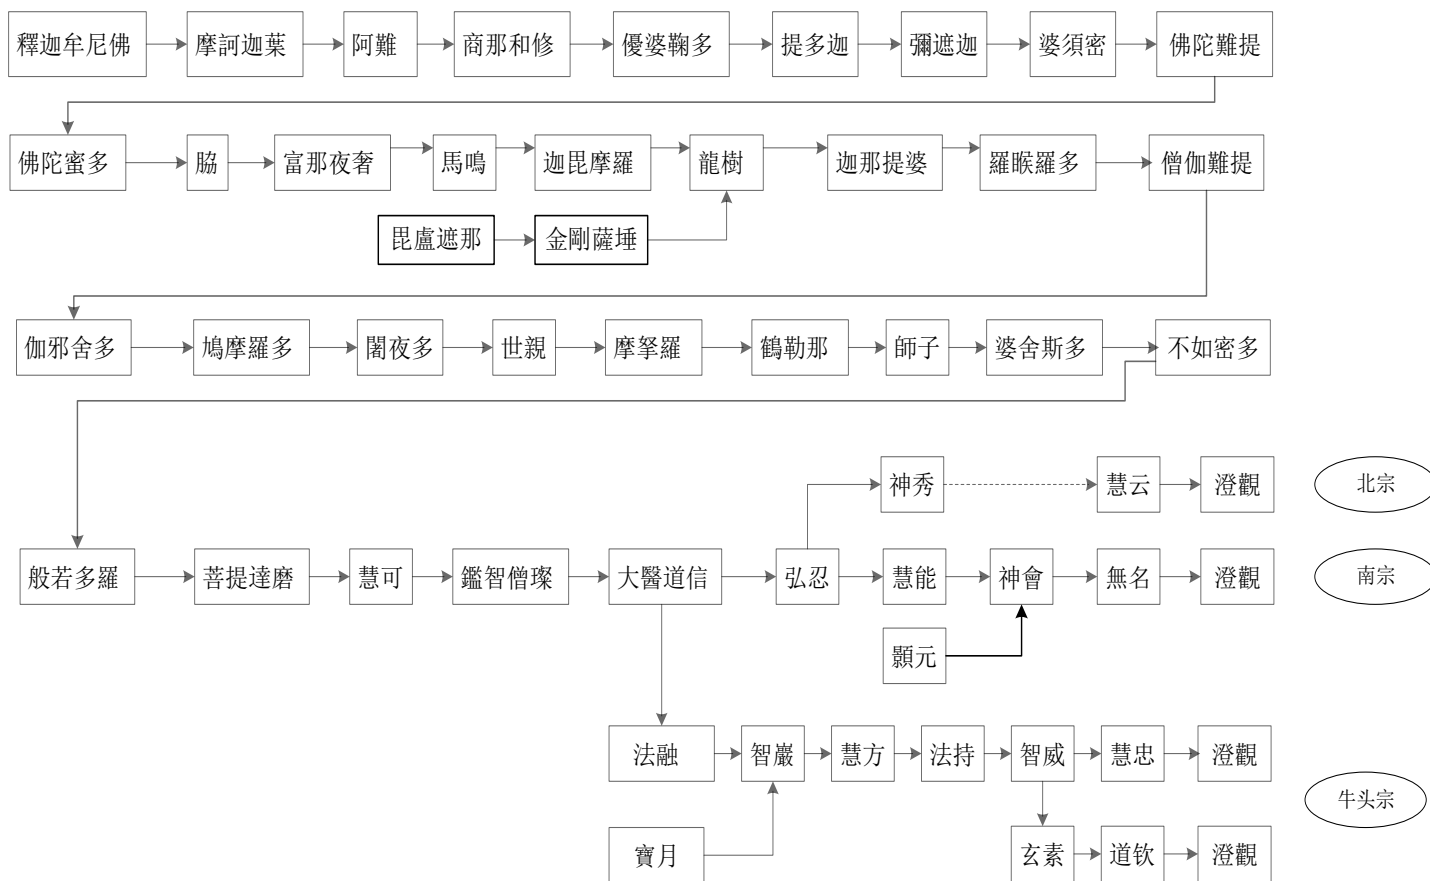 釋迦牟尼佛 摩訶迦葉 阿難 商那和修 優婆鞠多 提多迦 彌遮迦 婆須密 佛陀難提
佛陀蜜多 脇 富那夜奢 馬鳴 迦毘摩羅 龍樹 迦那提婆 羅睺羅多 僧伽難提
毘盧遮那 金剛薩埵
伽邪舍多 鳩摩羅多 闍夜多 世親 摩拏羅 鶴勒那 師子 婆舍斯多 不如密多
神秀 慧云 澄觀 北宗
般若多羅 菩提達磨 慧可 鑑智僧璨 大醫道信 弘忍 慧能 神會 無名 澄觀 南宗
顥元
法融 智巖 慧方 法持 智威 慧忠 澄觀
牛头宗
寶月 玄素 道钦 澄觀